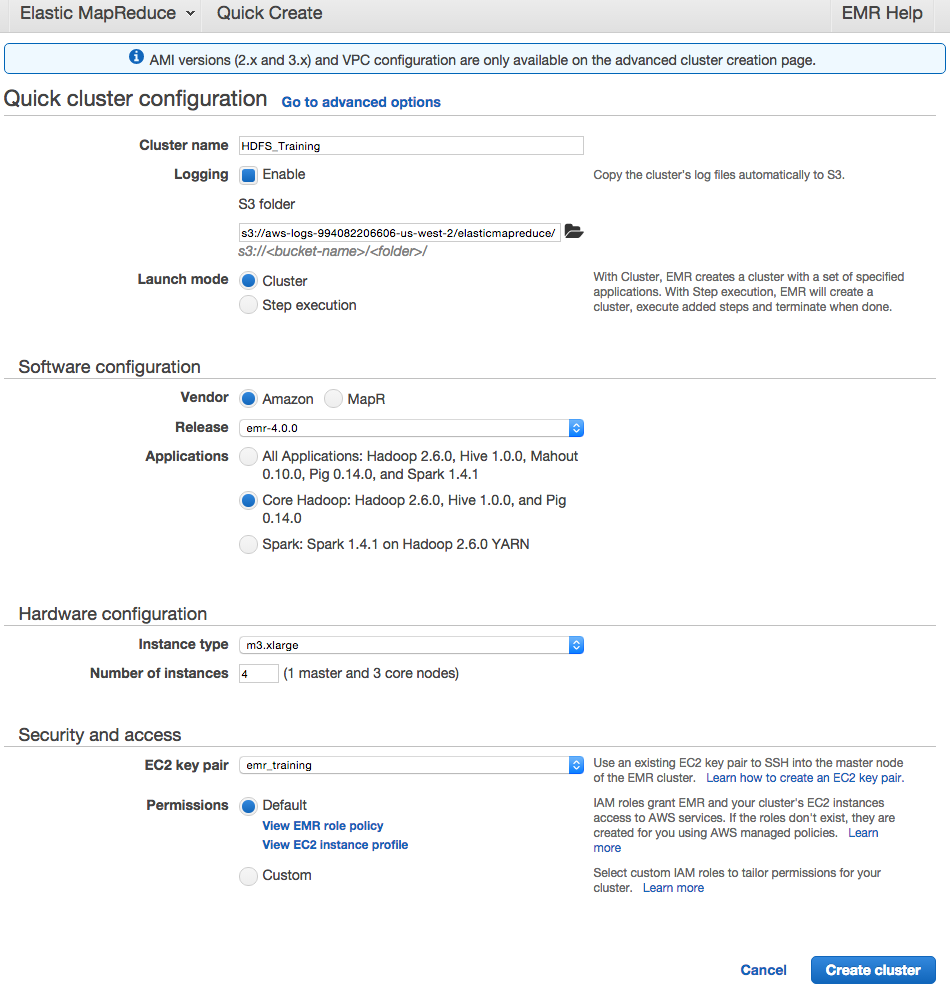 Elastic MapReduce Quick Create EMR Help
AMI versions (2.x and 3.x) and VPC configuration are only available on the advanced cluster creation page.
Quick cluster configuration Go to advanced options
Cluster name HDFS_Training
Logging Enable Copy the cluster's log files automatically to S3.
S3 folder
s3://aws-logs-994082206606-us-west-2/elasticmapreduce/
s3://<bucket-name>/<folder>/
Launch mode Cluster
Step execution
With Cluster, EMR creates a cluster with a set of specified
applications. With Step execution, EMR will create a
cluster, execute added steps and terminate when done.
Software configuration
Vendor Amazon MapR
Release emr-4.0.0
Applications All Applications: Hadoop 2.6.0, Hive 1.0.0, Mahout
0.10.0, Pig 0.14.0, and Spark 1.4.1
Core Hadoop: Hadoop 2.6.0, Hive 1.0.0, and Pig
0.14.0
Spark: Spark 1.4.1 on Hadoop 2.6.0 YARN
Hardware configuration
Instance type m3.xlarge
Number of instances 4 (1 master and 3 core nodes)
Security and access
EC2 key pair emr_training
Use an existing EC2 key pair to SSH into the master node
of the EMR cluster. Learn how to create an EC2 key pair.
Permissions Default
View EMR role policy
View EC2 instance profile
IAM roles grant EMR and your cluster's EC2 instances
access to AWS services. If the roles don't exist, they are
created for you using AWS managed policies. Learn
more
Custom
Select custom IAM roles to tailor permissions for your
cluster. Learn more
Cancel Create cluster